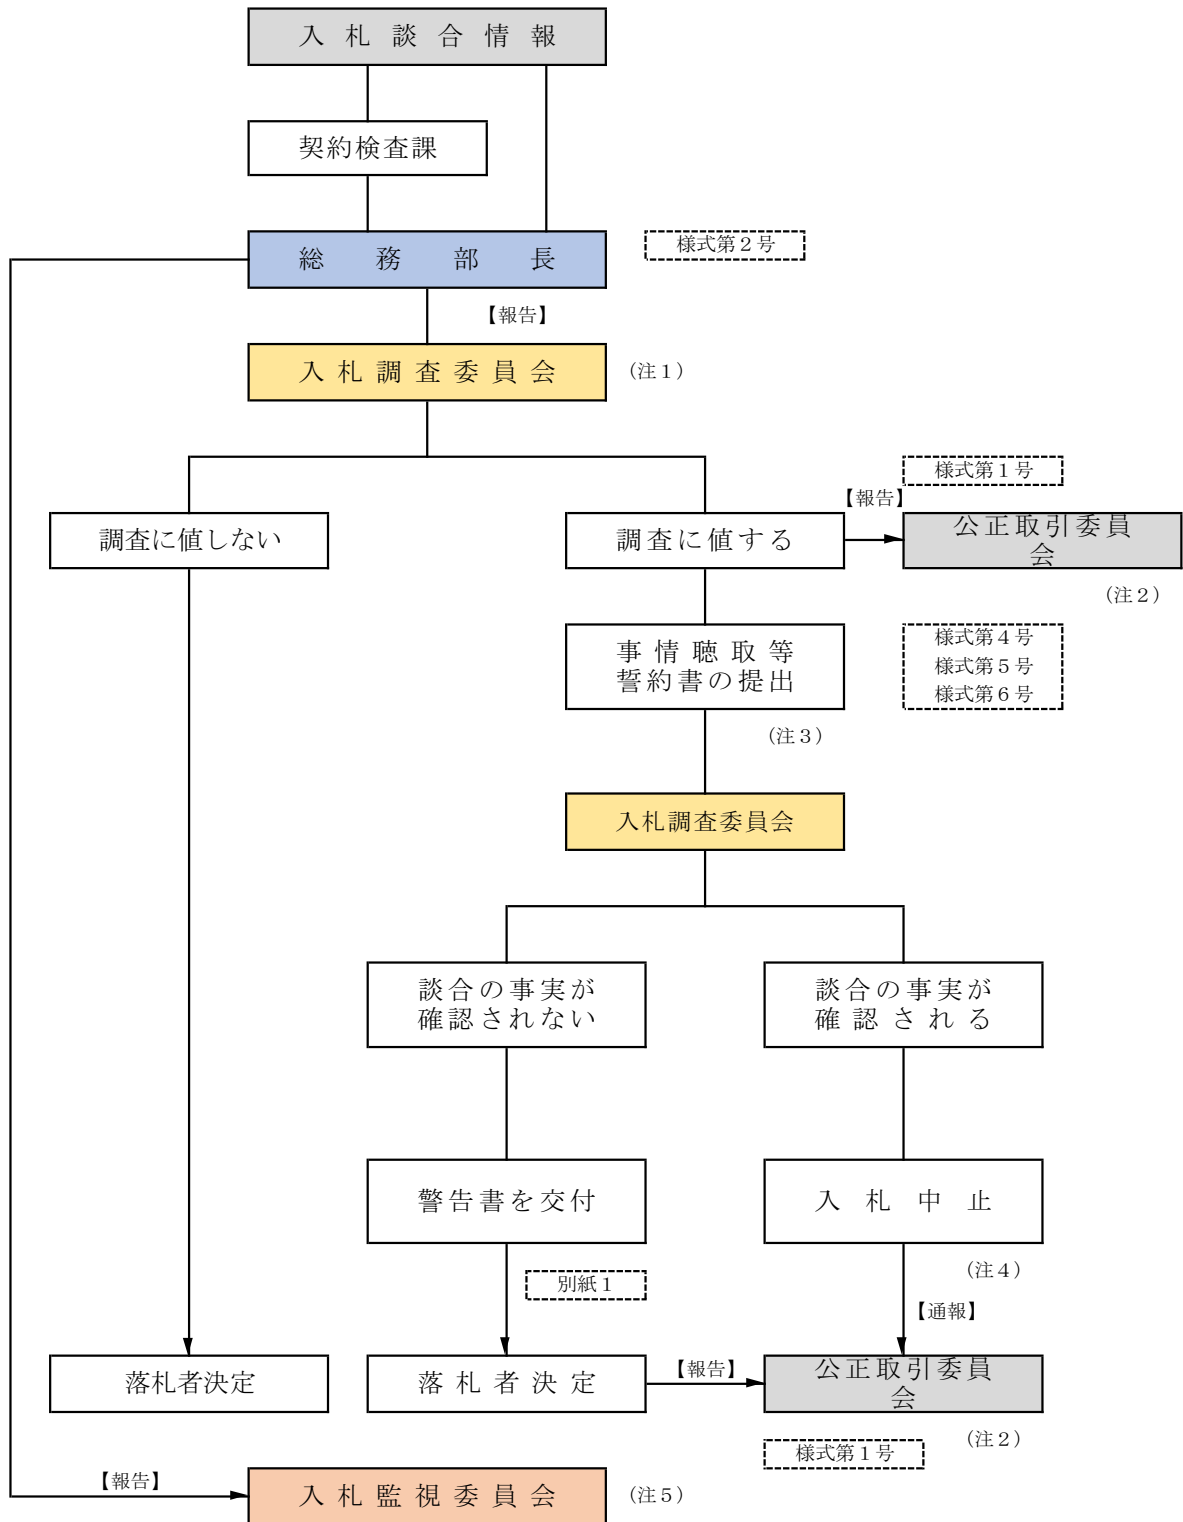 入札談合情報
契約検査課
総務部長
様式第２号
【報告】
入札調査委員会
（注１）
様式第１号
【報告】
調査に値しない
調査に値する
公正取引委員
会
（注２）
事情聴取等
誓約書の提出
様式第４号
様式第５号
様式第６号
（注３）
入札調査委員会
談合の事実が
確認されない
談合の事実が
確認される
警告書を交付
入札中止
（注４）
別紙１
【通報】
落札者決定
落札者決定
【報告】
公正取引委員
会
（注２）
様式第１号
【報告】
入札監視委員会
（注５）